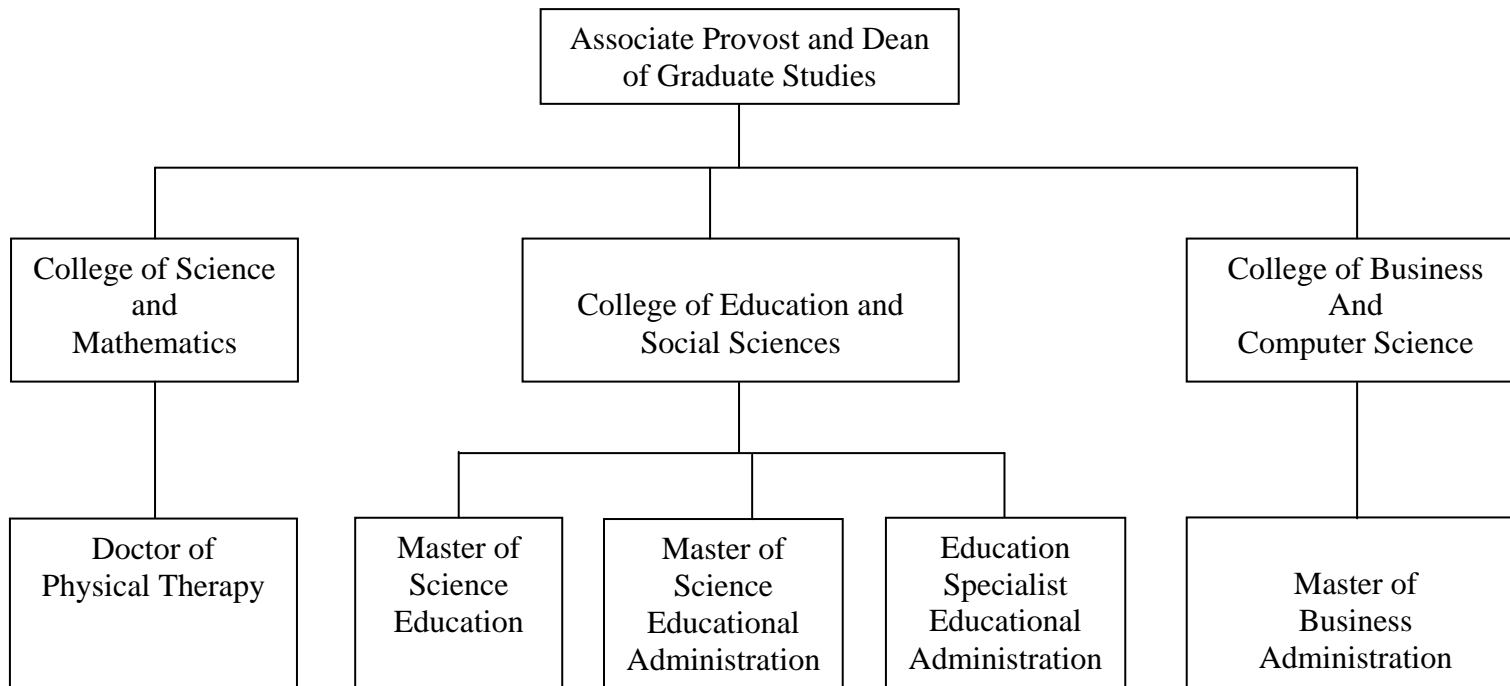 Associate Provost and Dean
of Graduate Studies
College of Science
and
Mathematics
College of Education and
Social Sciences
College of Business
And
Computer Science
Doctor of
Physical Therapy
Master of
Science
Education
Master of
Science
Educational
Administration
Education
Specialist
Educational
Administration
Master of
Business
Administration